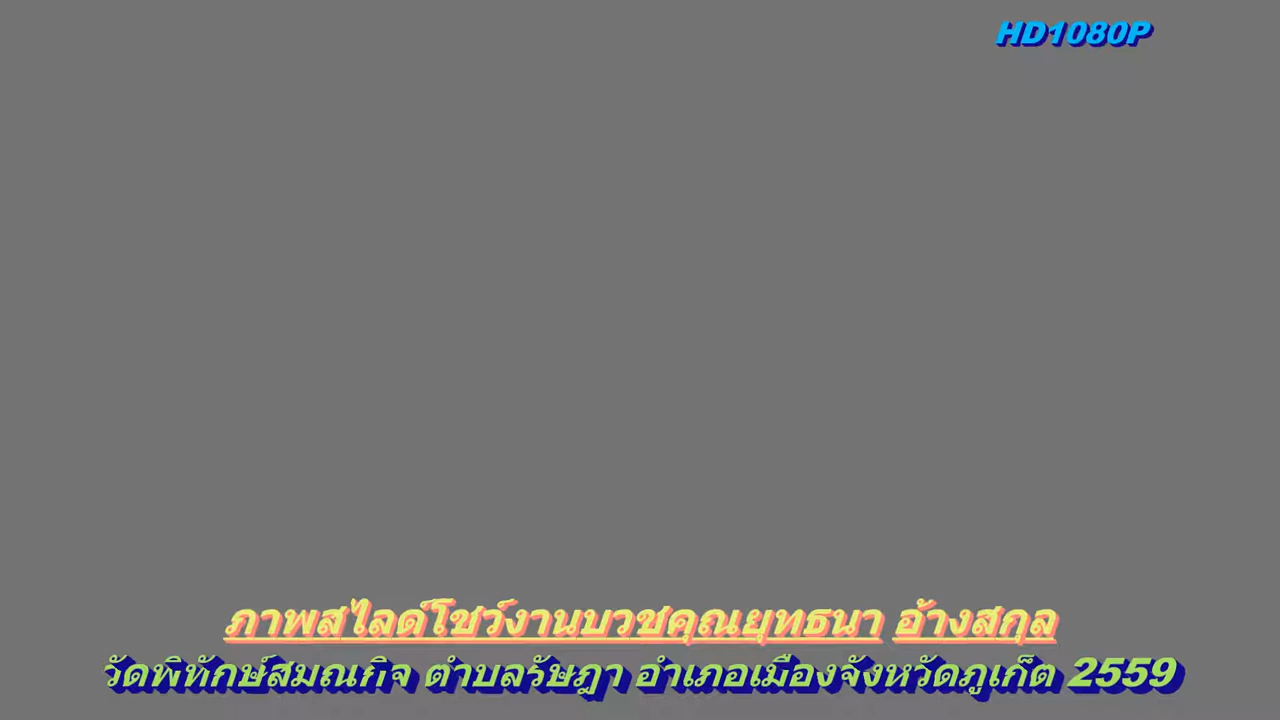 HD1080P
ภาพสไลด์โชว์งานบวชคุณยุทธนา อ้างสกุล
วัดพิทักษ์สมณกิจ ตำบลรัษฎา อำเภอเมืองจังหวัดภูเก็ต 2559